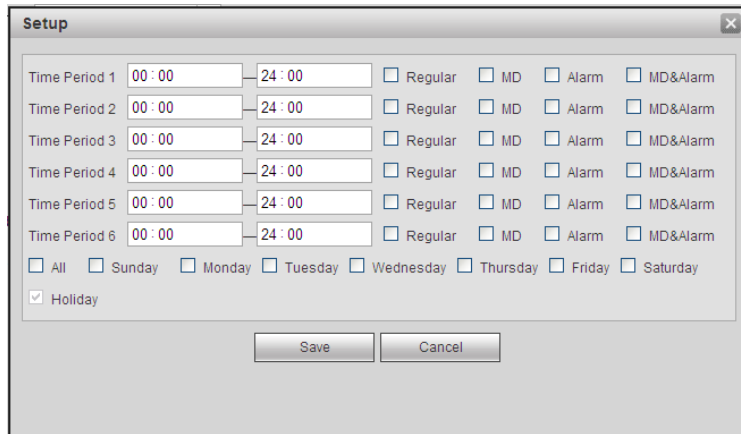 Setup
Time Period 1 00:00 — 24:00 Regular MD Alarm MD&Alarm
Time Period 2 00:00 — 24:00 Regular MD Alarm MD&Alarm
Time Period 3 00:00 — 24:00 Regular MD Alarm MD&Alarm
Time Period 4 00:00 — 24:00 Regular MD Alarm MD&Alarm
Time Period 5 00:00 — 24:00 Regular MD Alarm MD&Alarm
Time Period 6 00:00 — 24:00 Regular MD Alarm MD&Alarm
All Sunday Monday Tuesday Wednesday Thursday Friday Saturday
Holiday
Save Cancel